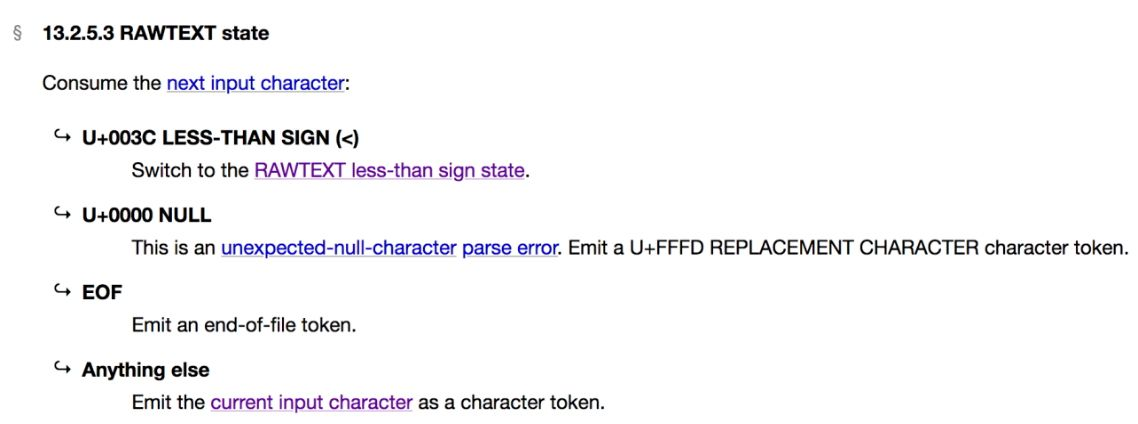 § 13.2.5.3 RAWTEXT state
Consume the next input character:
↪ U+003C LESS-THAN SIGN (<)
Switch to the RAWTEXT less-than sign state.
↪ U+0000 NULL
This is an unexpected-null-character parse error. Emit a U+FFFD REPLACEMENT CHARACTER character token.
↪ EOF
Emit an end-of-file token.
↪ Anything else
Emit the current input character as a character token.